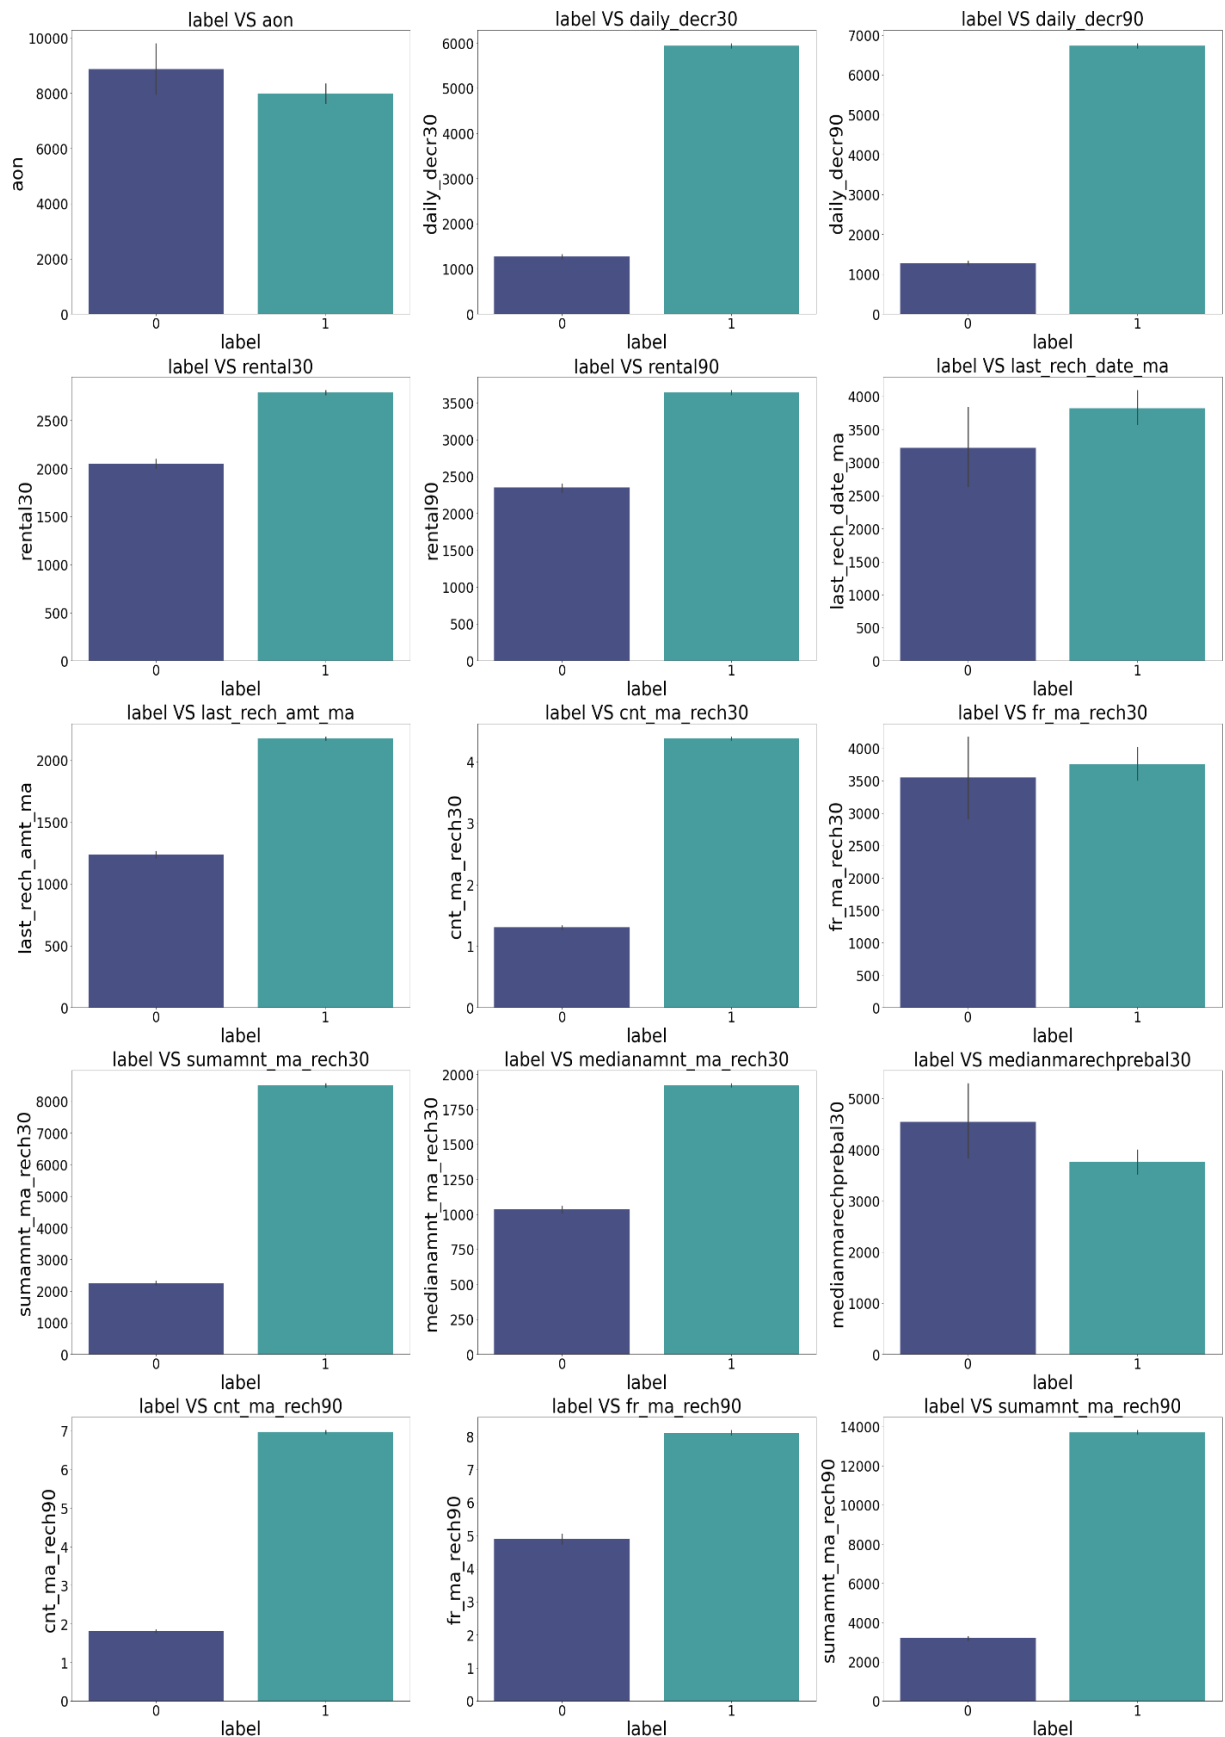 label VS aon
10000
8000
6000
4000
2000
0
aon
0 1
label
label VS daily_decr30
6000
5000
4000
3000
2000
1000
0
daily_decr30
0 1
label
label VS daily_decr90
7000
6000
5000
4000
3000
2000
1000
0
daily_decr90
0 1
label
label VS rental30
2500
2000
1500
1000
500
0
rental30
0 1
label
label VS rental90
3500
3000
2500
2000
1500
1000
500
0
rental90
0 1
label
label VS last_rech_date_ma
4000
3500
3000
2500
2000
1500
1000
500
0
last_rech_date_ma
0 1
label
label VS last_rech_amt_ma
2000
1500
1000
500
0
last_rech_amt_ma
0 1
label
label VS cnt_ma_rech30
4
3
2
1
0
cnt_ma_rech30
0 1
label
label VS fr_ma_rech30
4000
3500
3000
2500
2000
1500
1000
500
0
fr_ma_rech30
0 1
label
label VS sumamnt_ma_rech30
8000
7000
6000
5000
4000
3000
2000
1000
0
sumamnt_ma_rech30
0 1
label
label VS medianamnt_ma_rech30
2000
1750
1500
1250
1000
750
500
250
0
medianamnt_ma_rech30
0 1
label
label VS medianmarechprebal30
5000
4000
3000
2000
1000
0
medianmarechprebal30
0 1
label
label VS cnt_ma_rech90
7
6
5
4
3
2
1
0
cnt_ma_rech90
0 1
label
label VS fr_ma_rech90
8
7
6
5
4
3
2
1
0
fr_ma_rech90
0 1
label
label VS sumamnt_ma_rech90
14000
12000
10000
8000
6000
4000
2000
0
sumamnt_ma_rech90
0 1
label